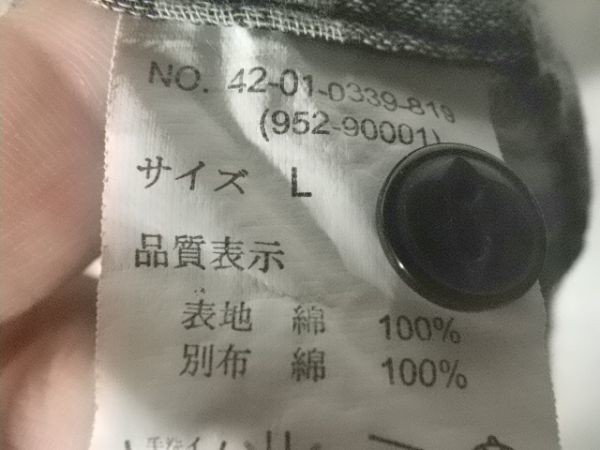 NO. 42-01-0339-819
(952-90001)
サイズ L
品質表示
表地 綿 100%
別布 綿 100%